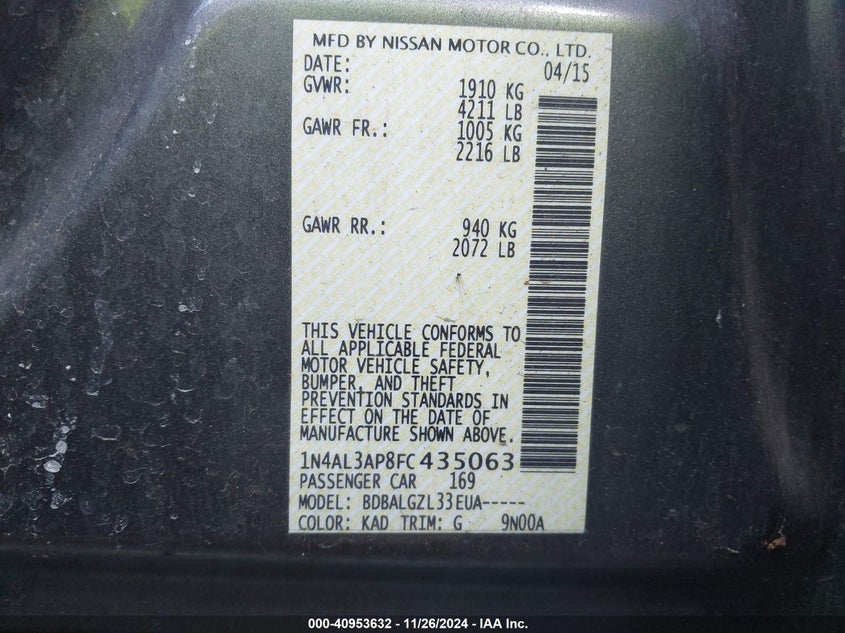 MFD BY NISSAN MOTOR CO., LTD.
DATE: 04/15
GVWR: 1910 KG
4211 LB
GAWR FR.: 1005 KG
2216 LB
GAWR RR.: 940 KG
2072 LB
THIS VEHICLE CONFORMS TO
ALL APPLICABLE FEDERAL
MOTOR VEHICLE SAFETY,
BUMPER, AND THEFT
PREVENTION STANDARDS IN
EFFECT ON THE DATE OF
MANUFACTURE SHOWN ABOVE.
1N4AL3AP8FC435063
PASSENGER CAR 169
MODEL: BDBALGZL33EUA-----
COLOR: KAD TRIM: G 9N00A
000-40953632 - 11/26/2024 - IAA Inc.